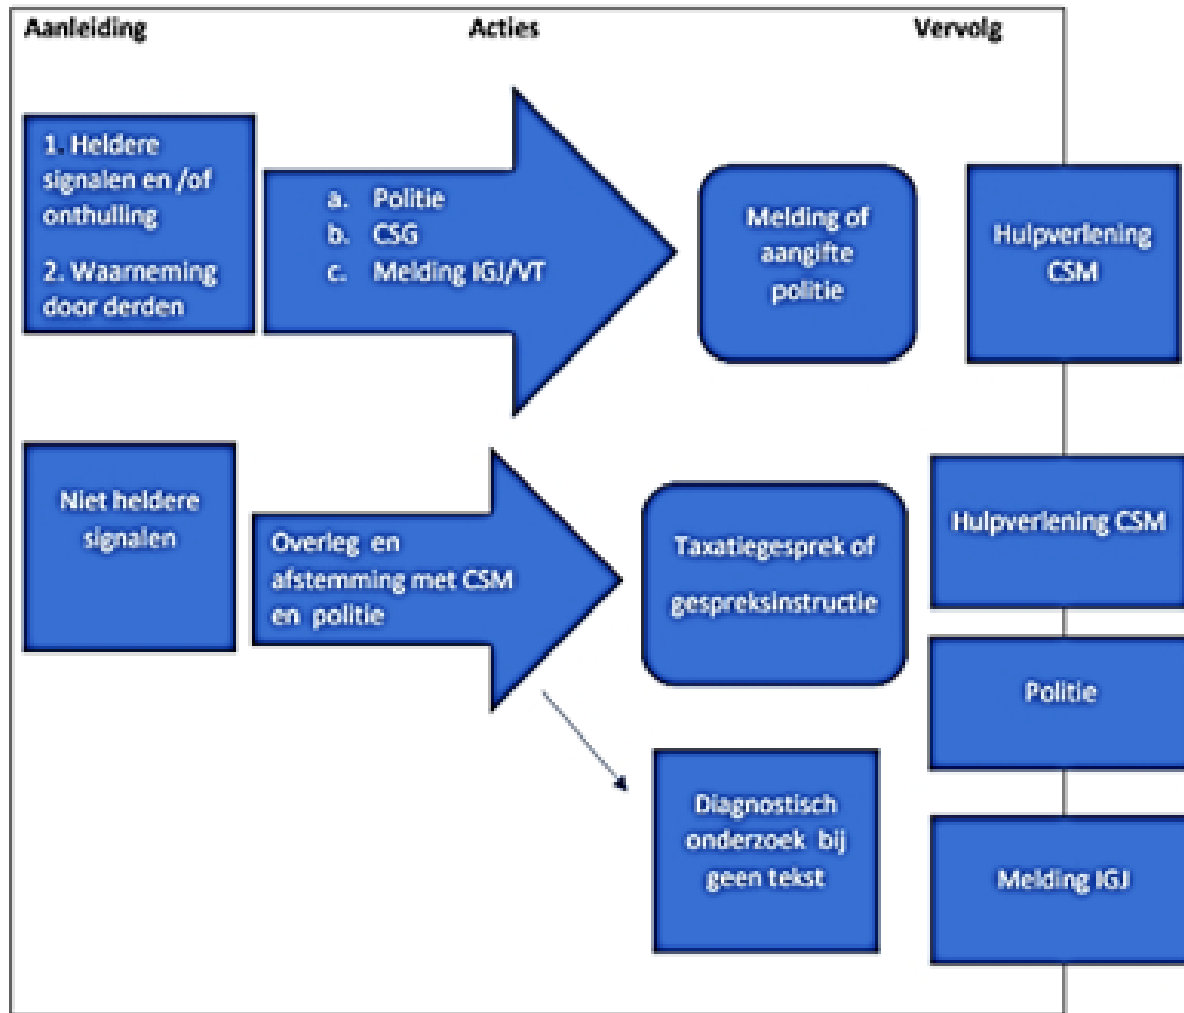 Aanleiding Acties Vervolg
1. Heldere
signalen en /of
onthulling
2. Waarneming
door derden
a. Politie
b. CSG
c. Melding IGJ/VT
Melding of
aangifte
politie
Hulpverlening
CSM
Niet heldere
signalen
Overleg en
afstemming met CSM
en politie
Taxatiegesprek of
gespreksinstructie
Hulpverlening CSM
Politie
Diagnostisch
onderzoek bij
geen tekst
Melding IGJ